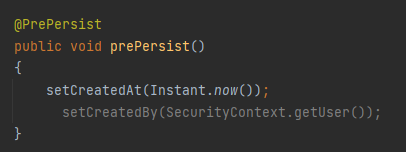 @PrePersist
public void prePersist()
{
    setCreatedAt(Instant.now());
      setCreatedBy(SecurityContext.getUser());
}